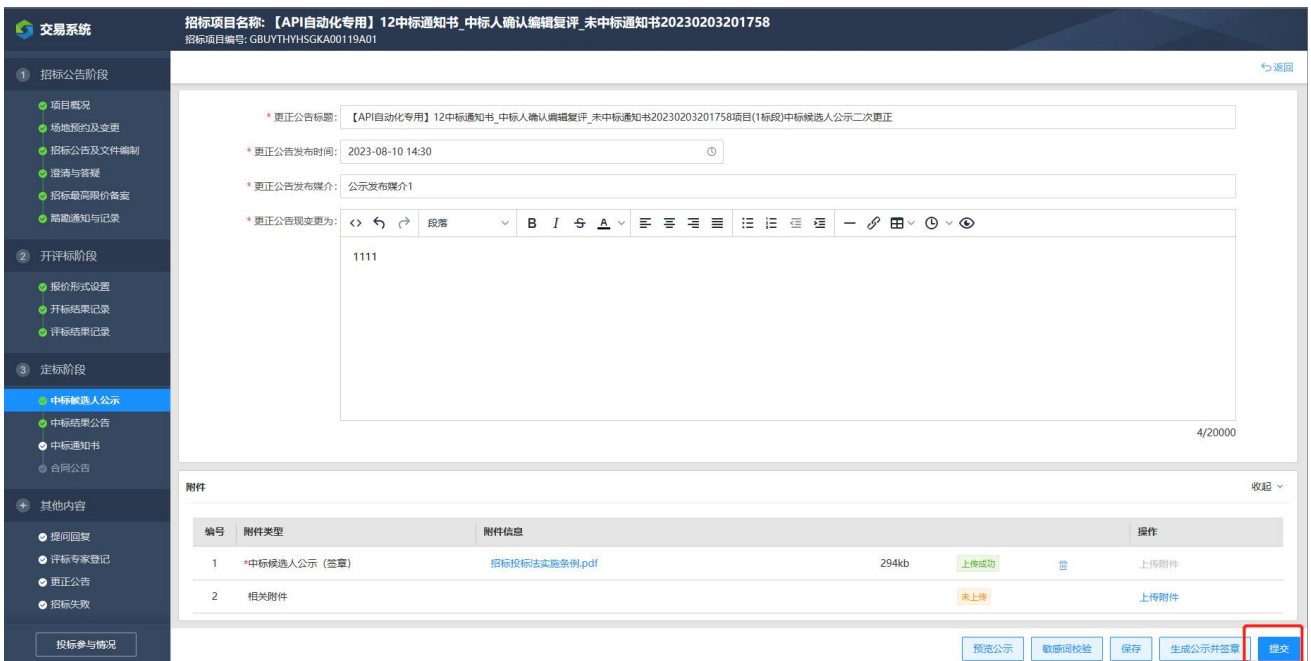 交易系统
招标项目名称: 【API自动化专用】12中标通知书_中标人确认编辑复评_未中标通知书20230203201758
招标项目编号: GBUYTHYHSGKA00119A01
返回
1 招标公告阶段
项目概况
场地预约及变更
招标公告及文件编制
澄清与答疑
招标最高限价备案
踏勘通知与记录
2 开评标阶段
报价形式设置
开标结果记录
评标结果记录
3 定标阶段
中标候选人公示
中标结果公告
中标通知书
合同公告
+ 其他内容
提问回复
评标专家登记
更正公告
招标失败
投标参与情况
* 更正公告标题: 【API自动化专用】12中标通知书_中标人确认编辑复评_未中标通知书20230203201758项目(1标段)中标候选人公示二次更正
* 更正公告发布时间: 2023-08-10 14:30
* 更正公告发布媒介: 公示发布媒介1
* 更正公告现变更为: 段落 B I S A
1111
4/20000
附件 收起
编号 附件类型 附件信息 操作
1 *中标候选人公示（签章） 招标投标法实施条例.pdf 294kb 上传成功 上传附件
2 相关附件 未上传 上传附件
预览公示 敏感词校验 保存 生成公示并签章 提交